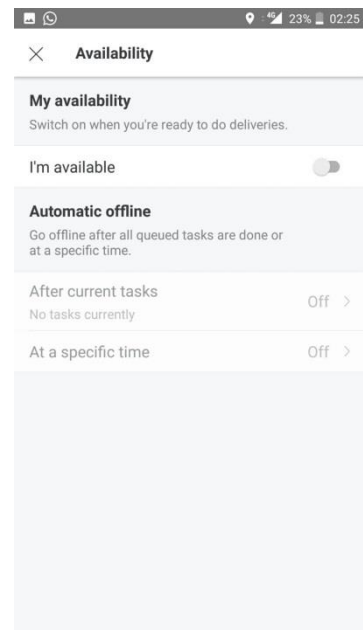 4G 23% 02:25
Availability
My availability
Switch on when you're ready to do deliveries.
I'm available
Automatic offline
Go offline after all queued tasks are done or
at a specific time.
After current tasks
Off
No tasks currently
At a specific time
Off